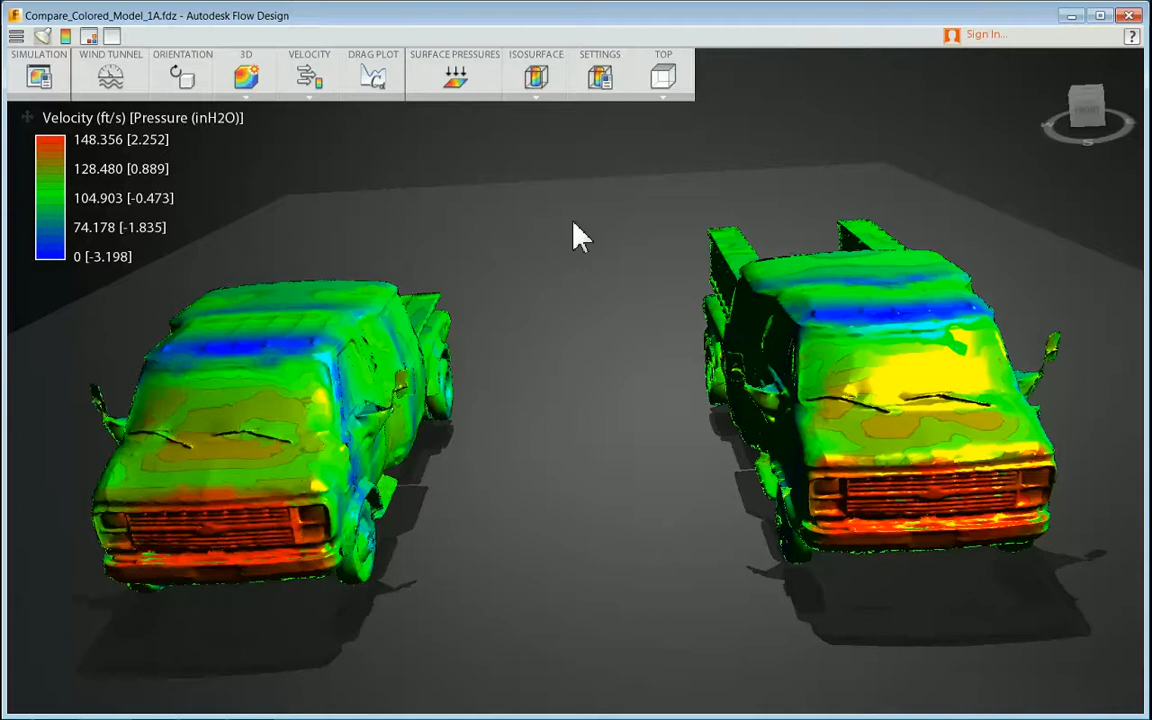 Compare_Colored_Model_1A.fdz - Autodesk Flow Design
Sign In...
?
SIMULATION WIND TUNNEL ORIENTATION 3D VELOCITY DRAG PLOT SURFACE PRESSURES ISOSURFACE SETTINGS TOP
Velocity (ft/s) [Pressure (inH2O)]
148.356 [2.252]
128.480 [0.889]
104.903 [-0.473]
74.178 [-1.835]
0 [-3.198]
FRONT
S